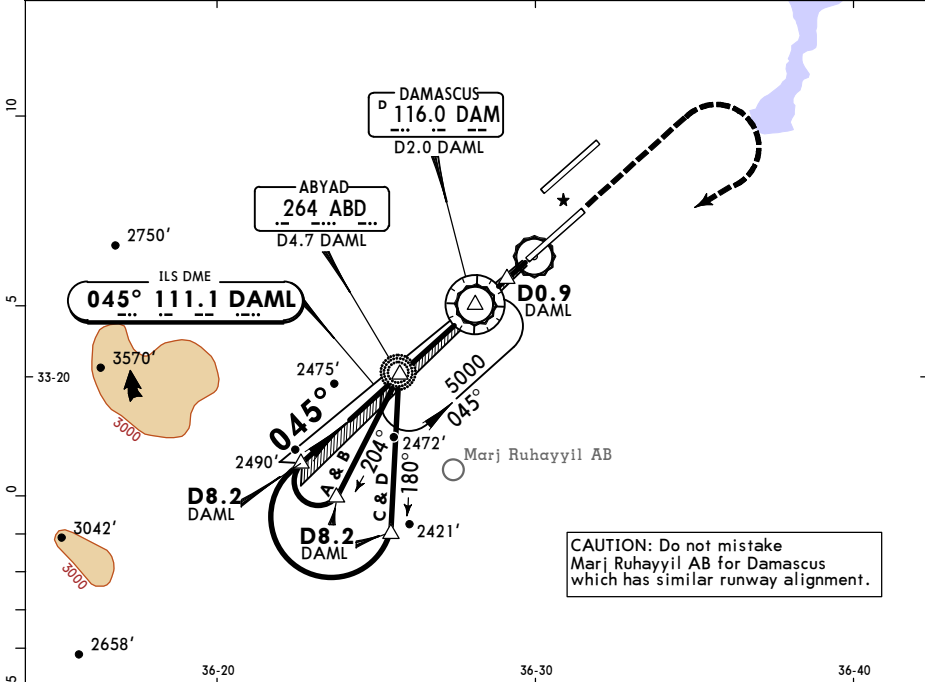 10
5
33-20
0
5
DAMASCUS
D 116.0 DAM
D2.0 DAML
ABYAD
264 ABD
D4.7 DAML
2750'
ILS DME
045° 111.1 DAML
D0.9
DAML
3570'
3000
2475'
5000
045°
045°
2472'
Marj Ruhayyil AB
2490'
A & B
204°
C & D
180°
D8.2
DAML
D8.2
DAML
2421'
3042'
3000
CAUTION: Do not mistake
Marj Ruhayyil AB for Damascus
which has similar runway alignment.
2658'
36-20
36-30
36-40